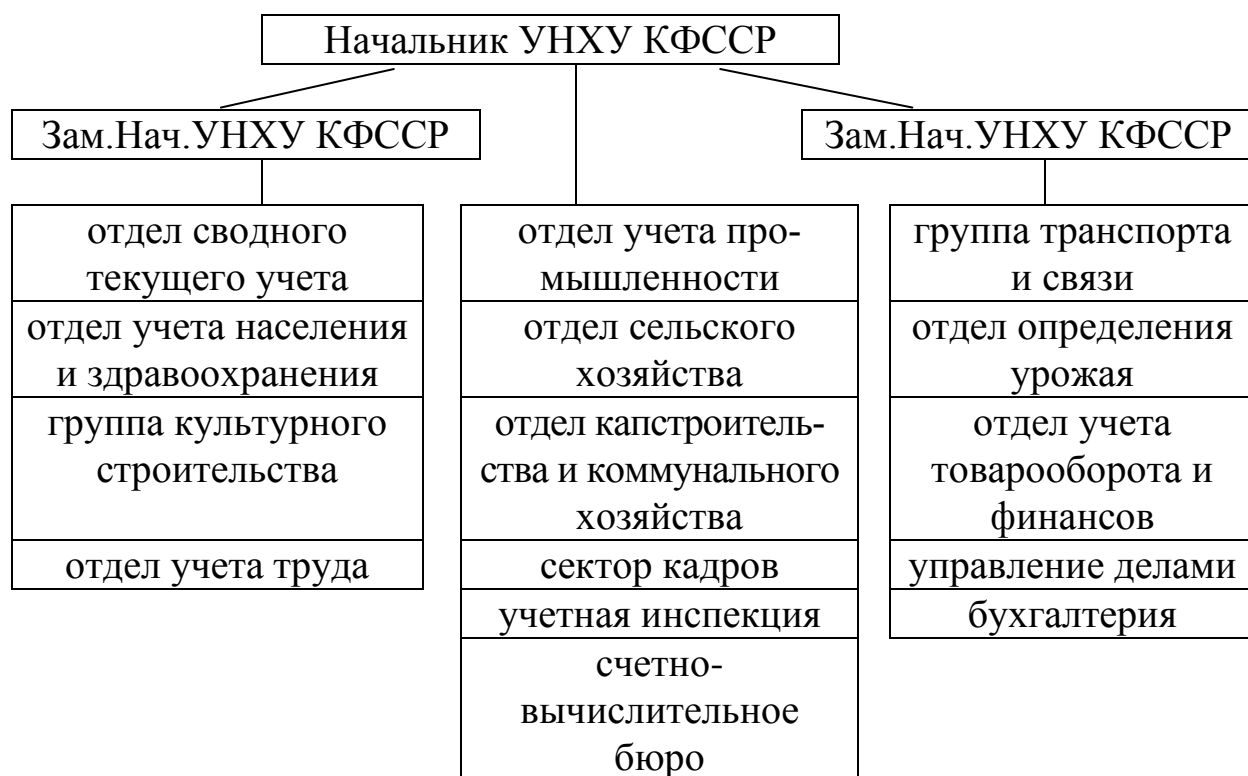 Начальник УНХУ КФССР
Зам.Нач.УНХУ КФССР
Зам.Нач.УНХУ КФССР
отдел сводного
текущего учета
отдел учета населения
и здравоохранения
группа культурного
строительства
отдел учета труда
отдел учета про-
мышленности
отдел сельского
хозяйства
отдел капстроитель-
ства и коммунального
хозяйства
сектор кадров
учетная инспекция
счетно-
вычислительное
бюро
группа транспорта
и связи
отдел определения
урожая
отдел учета
товарооборота и
финансов
управление делами
бухгалтерия